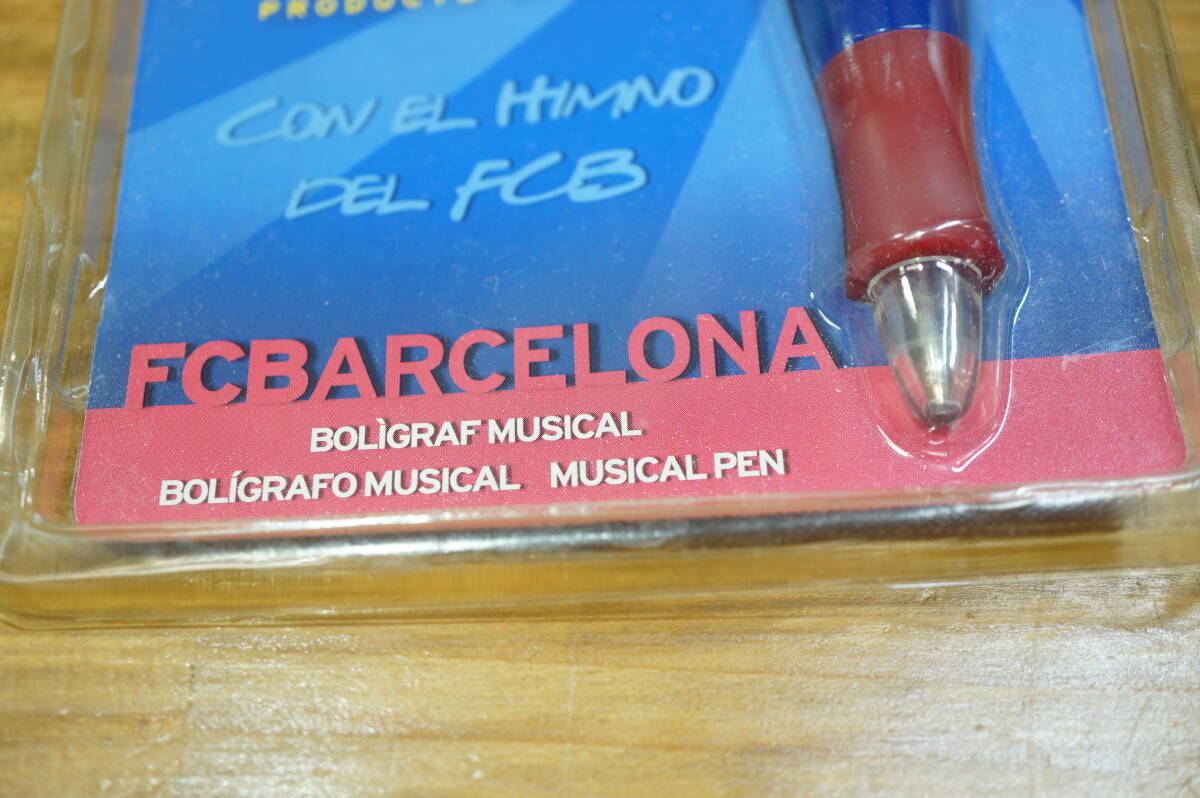 CON EL HIMNO
DEL FCB
FCBARCELONA
BOLÌGRAF MUSICAL
BOLÍGRAFO MUSICAL MUSICAL PEN